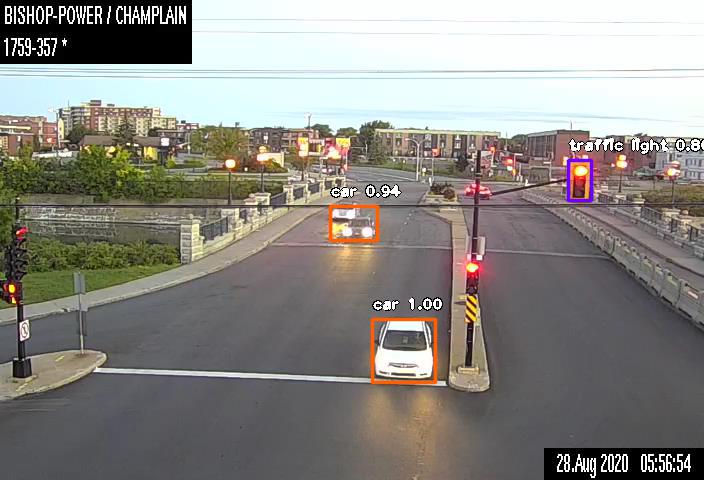 BISHOP-POWER / CHAMPLAIN
1759-357 *
traffic light 0.8
car 0.94
car 1.00
28.Aug 2020 05:56:54